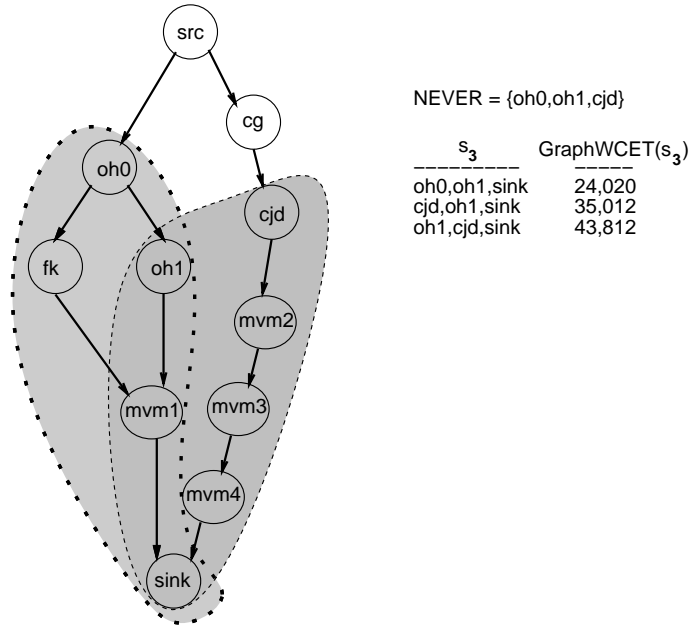 src
cg
oh0
cjd
fk
oh1
mvm2
mvm1
mvm3
mvm4
sink
NEVER = {oh0,oh1,cjd}
s3 GraphWCET(s3)
oh0,oh1,sink 24,020
cjd,oh1,sink 35,012
oh1,cjd,sink 43,812